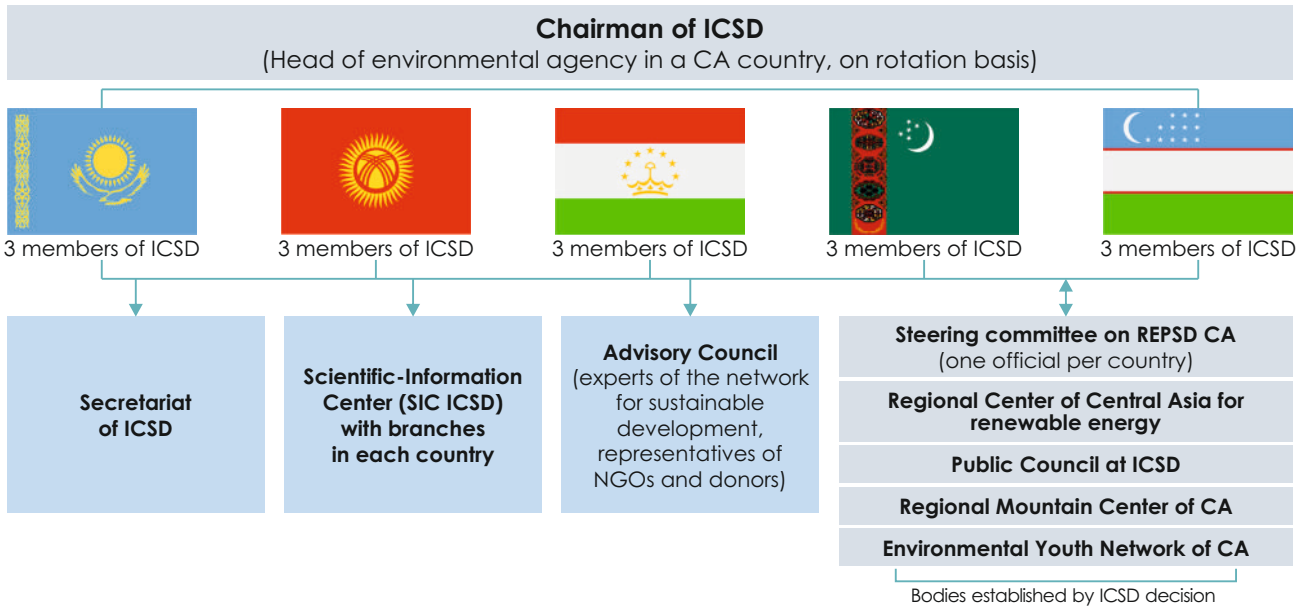 Chairman of ICSD
(Head of environmental agency in a CA country, on rotation basis)
3 members of ICSD
3 members of ICSD
3 members of ICSD
3 members of ICSD
3 members of ICSD
Secretariat
of ICSD
Scientific-Information
Center (SIC ICSD)
with branches
in each country
Advisory Council
(experts of the network
for sustainable
development,
representatives of
NGOs and donors)
Steering committee on REPSD CA
(one official per country)
Regional Center of Central Asia for
renewable energy
Public Council at ICSD
Regional Mountain Center of CA
Environmental Youth Network of CA
Bodies established by ICSD decision